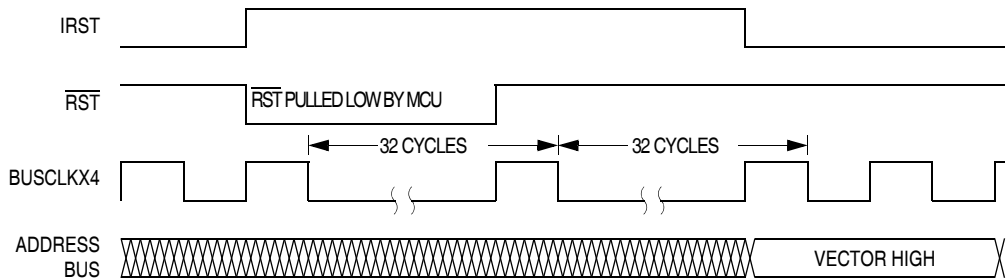 IRST
RST
RST PULLED LOW BY MCU
32 CYCLES
32 CYCLES
BUSCLKX4
ADDRESS
BUS
VECTOR HIGH